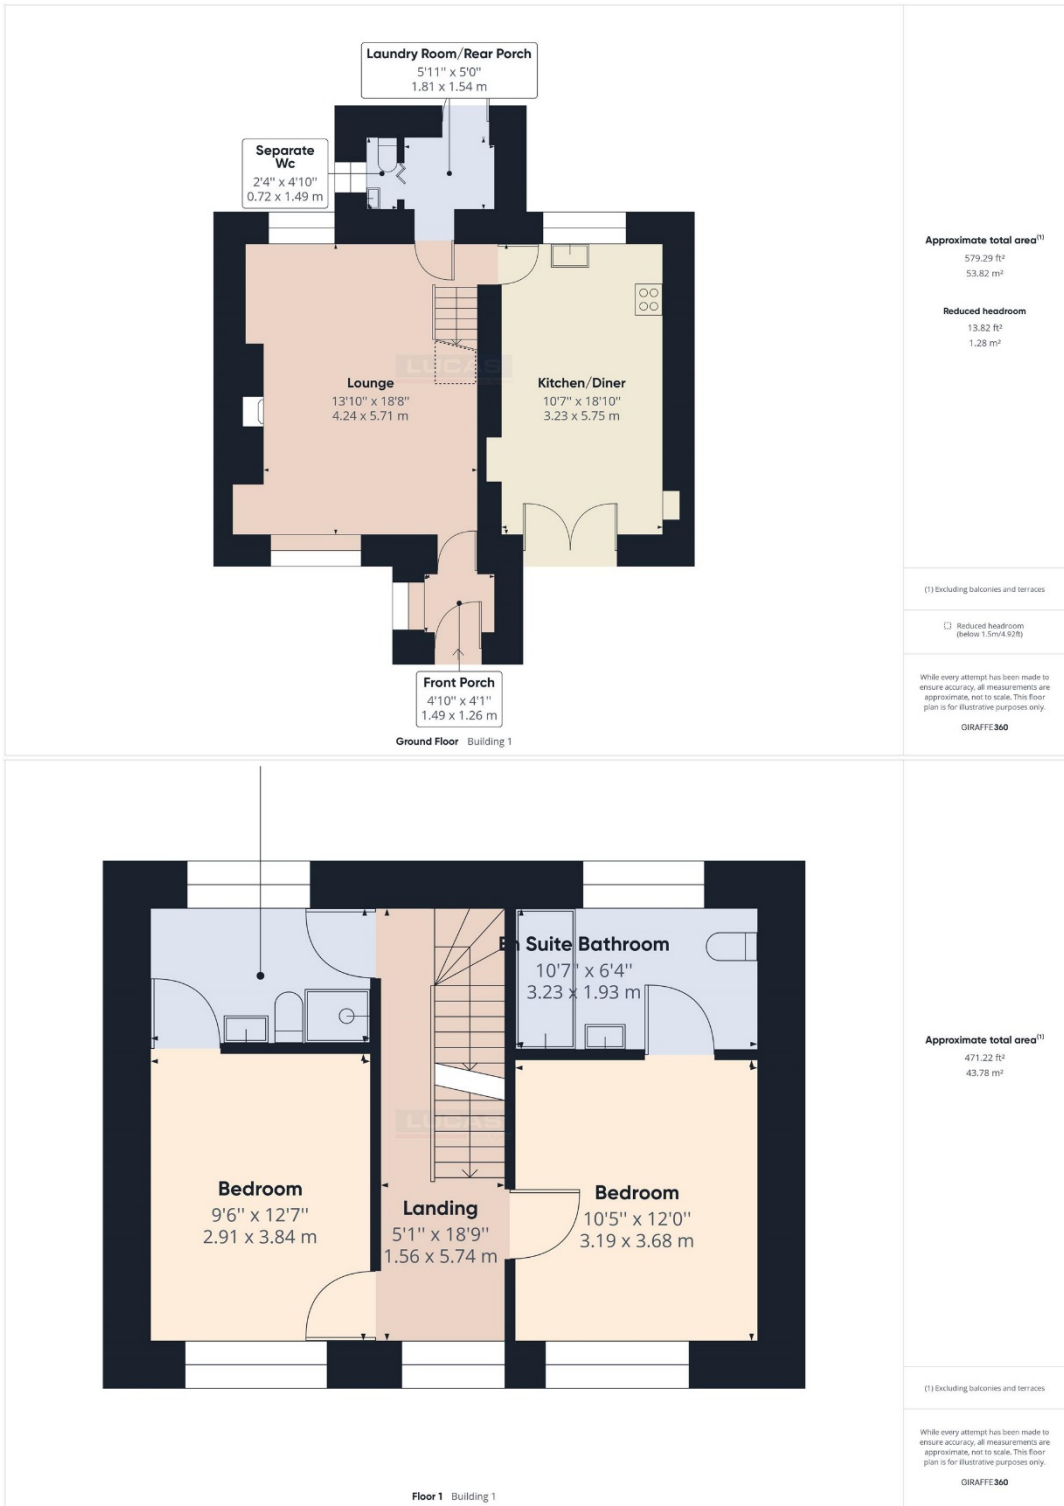 Laundry Room/Rear Porch
5'11" x 5'0"
1.81 x 1.54 m
Separate
Wc
2'4" x 4'10"
0.72 x 1.49 m
Lounge
13'10" x 18'8"
4.24 x 5.71 m
LUCAS
Kitchen/Diner
10'7" x 18'10"
3.23 x 5.75 m
Front Porch
4'10" x 4'1"
1.49 x 1.26 m
Ground Floor Building 1
Approximate total area(1)
579.29 ft²
53.82 m²
Reduced headroom
13.82 ft²
1.28 m²
(1) Excluding balconies and terraces
Reduced headroom
(below 1.5m/4.92ft)
While every attempt has been made to
ensure accuracy, all measurements are
approximate, not to scale. This floor
plan is for illustrative purposes only.
GIRAFFE360
En Suite Bathroom
10'7" x 6'4"
3.23 x 1.93 m
LUCAS
Bedroom
9'6" x 12'7"
2.91 x 3.84 m
Landing
5'1" x 18'9"
1.56 x 5.74 m
Bedroom
10'5" x 12'0"
3.19 x 3.68 m
Floor 1 Building 1
Approximate total area(1)
471.22 ft²
43.78 m²
(1) Excluding balconies and terraces
While every attempt has been made to
ensure accuracy, all measurements are
approximate, not to scale. This floor
plan is for illustrative purposes only.
GIRAFFE360